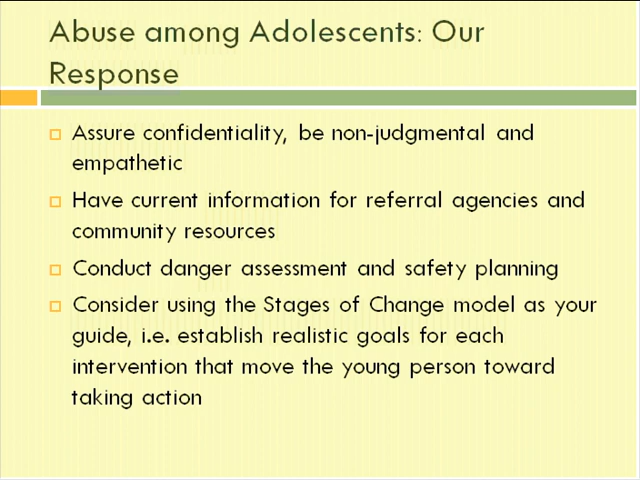 Abuse among Adolescents: Our
Response
Assure confidentiality, be non-judgmental and
empathetic
Have current information for referral agencies and
community resources
Conduct danger assessment and safety planning
Consider using the Stages of Change model as your
guide, i.e. establish realistic goals for each
intervention that move the young person toward
taking action